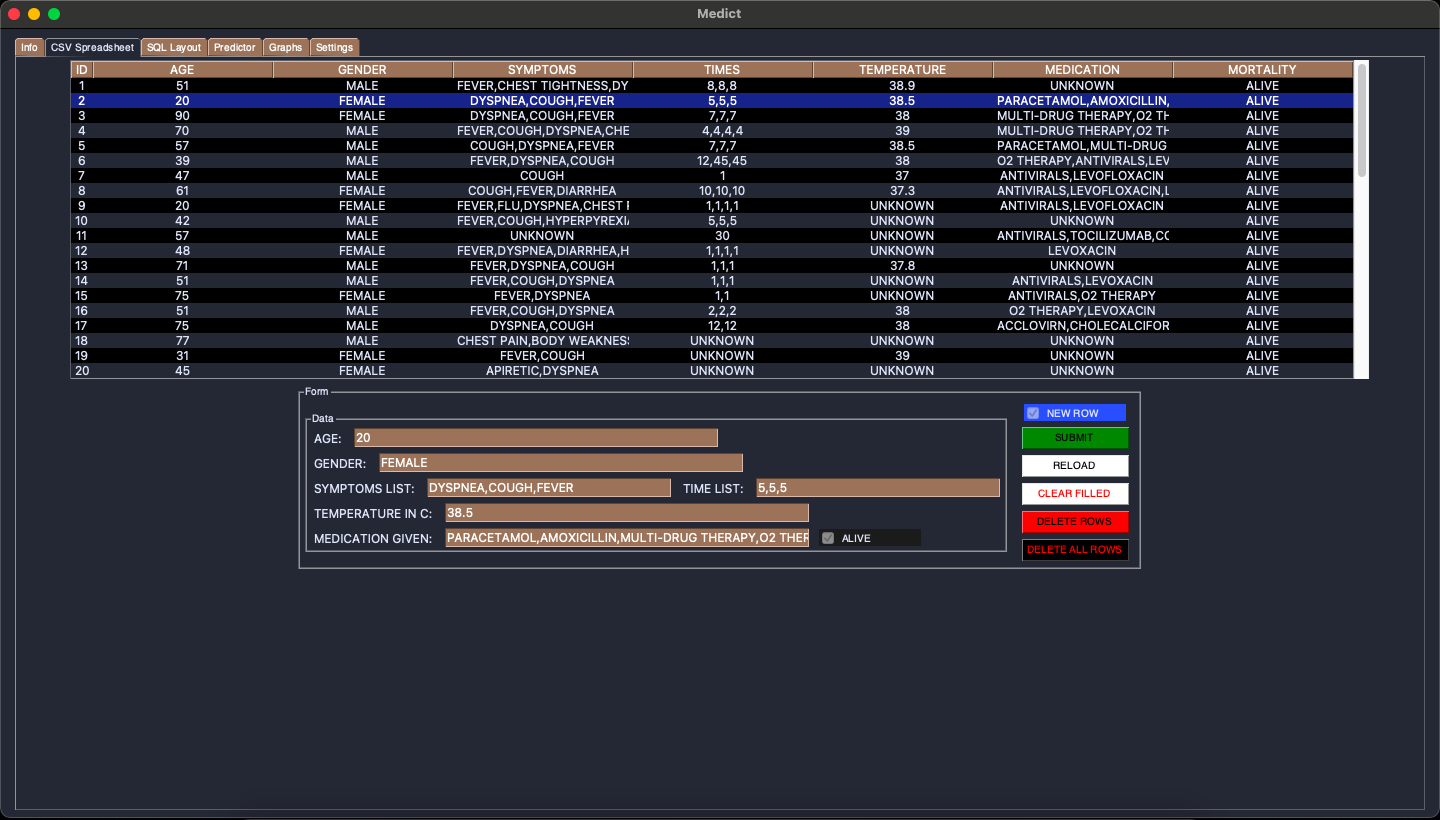 Medict
Info CSV Spreadsheet SQL Layout Predictor Graphs Settings
ID AGE GENDER SYMPTOMS TIMES TEMPERATURE MEDICATION MORTALITY
1 51 MALE FEVER,CHEST TIGHTNESS,DY 8,8,8 38.9 UNKNOWN ALIVE
2 20 FEMALE DYSPNEA,COUGH,FEVER 5,5,5 38.5 PARACETAMOL,AMOXICILLIN, ALIVE
3 90 FEMALE DYSPNEA,COUGH,FEVER 7,7,7 38 MULTI-DRUG THERAPY,O2 TH ALIVE
4 70 MALE FEVER,COUGH,DYSPNEA,CHE 4,4,4,4 39 MULTI-DRUG THERAPY,O2 TH ALIVE
5 57 MALE COUGH,DYSPNEA,FEVER 7,7,7 38.5 PARACETAMOL,MULTI-DRUG ALIVE
6 39 MALE FEVER,DYSPNEA,COUGH 12,45,45 38 O2 THERAPY,ANTIVIRALS,LEV ALIVE
7 47 MALE COUGH 1 37 ANTIVIRALS,LEVOFLOXACIN ALIVE
8 61 FEMALE COUGH,FEVER,DIARRHEA 10,10,10 37.3 ANTIVIRALS,LEVOFLOXACIN,L ALIVE
9 20 FEMALE FEVER,FLU,DYSPNEA,CHEST 1,1,1,1 UNKNOWN ANTIVIRALS,LEVOFLOXACIN ALIVE
10 42 MALE FEVER,COUGH,HYPERPYREXI 5,5,5 UNKNOWN UNKNOWN ALIVE
11 57 MALE UNKNOWN 30 UNKNOWN ANTIVIRALS,TOCILIZUMAB,CO ALIVE
12 48 FEMALE FEVER,DYSPNEA,DIARRHEA,H 1,1,1,1 UNKNOWN LEVOXACIN ALIVE
13 71 MALE FEVER,DYSPNEA,COUGH 1,1,1 37.8 UNKNOWN ALIVE
14 51 MALE FEVER,COUGH,DYSPNEA 1,1,1 UNKNOWN ANTIVIRALS,LEVOXACIN ALIVE
15 75 FEMALE FEVER,DYSPNEA 1,1 UNKNOWN ANTIVIRALS,O2 THERAPY ALIVE
16 51 MALE FEVER,COUGH,DYSPNEA 2,2,2 38 O2 THERAPY,LEVOXACIN ALIVE
17 75 MALE DYSPNEA,COUGH 12,12 38 ACCLOVIRN,CHOLECALCIFOR ALIVE
18 77 MALE CHEST PAIN,BODY WEAKNES UNKNOWN UNKNOWN UNKNOWN ALIVE
19 31 FEMALE FEVER,COUGH UNKNOWN 39 UNKNOWN ALIVE
20 45 FEMALE APIRETIC,DYSPNEA UNKNOWN UNKNOWN UNKNOWN ALIVE
Form
Data
AGE: 20
GENDER: FEMALE
SYMPTOMS LIST: DYSPNEA,COUGH,FEVER TIME LIST: 5,5,5
TEMPERATURE IN C: 38.5
MEDICATION GIVEN: PARACETAMOL,AMOXICILLIN,MULTI-DRUG THERAPY,O2 THER ALIVE
NEW ROW
SUBMIT
RELOAD
CLEAR FILLED
DELETE ROWS
DELETE ALL ROWS